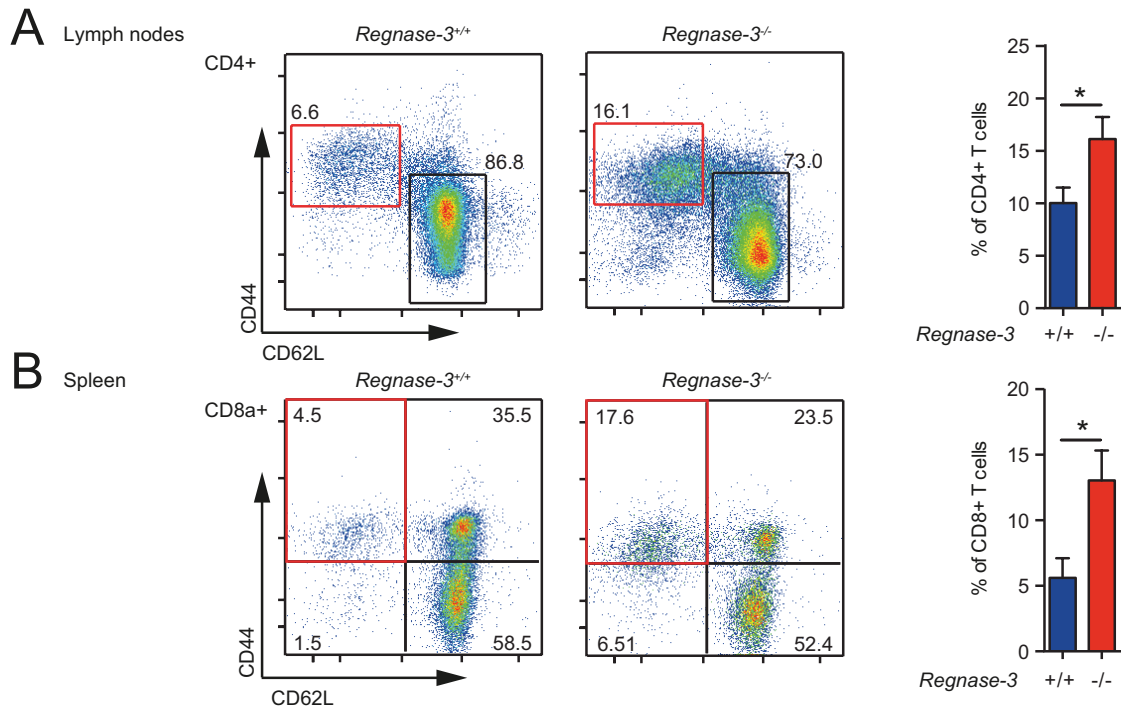 A Lymph nodes Regnase-3+/+ Regnase-3-/-
CD4+
6.6
86.8
16.1
73.0
CD44
CD62L
25
20
15
10
5
0
*
% of CD4+ T cells
Regnase-3 +/+ -/-
B Spleen Regnase-3+/+ Regnase-3-/-
CD8a+
4.5 35.5
1.5 58.5
17.6 23.5
6.51 52.4
CD44
CD62L
20
15
10
5
0
*
% of CD8+ T cells
Regnase-3 +/+ -/-